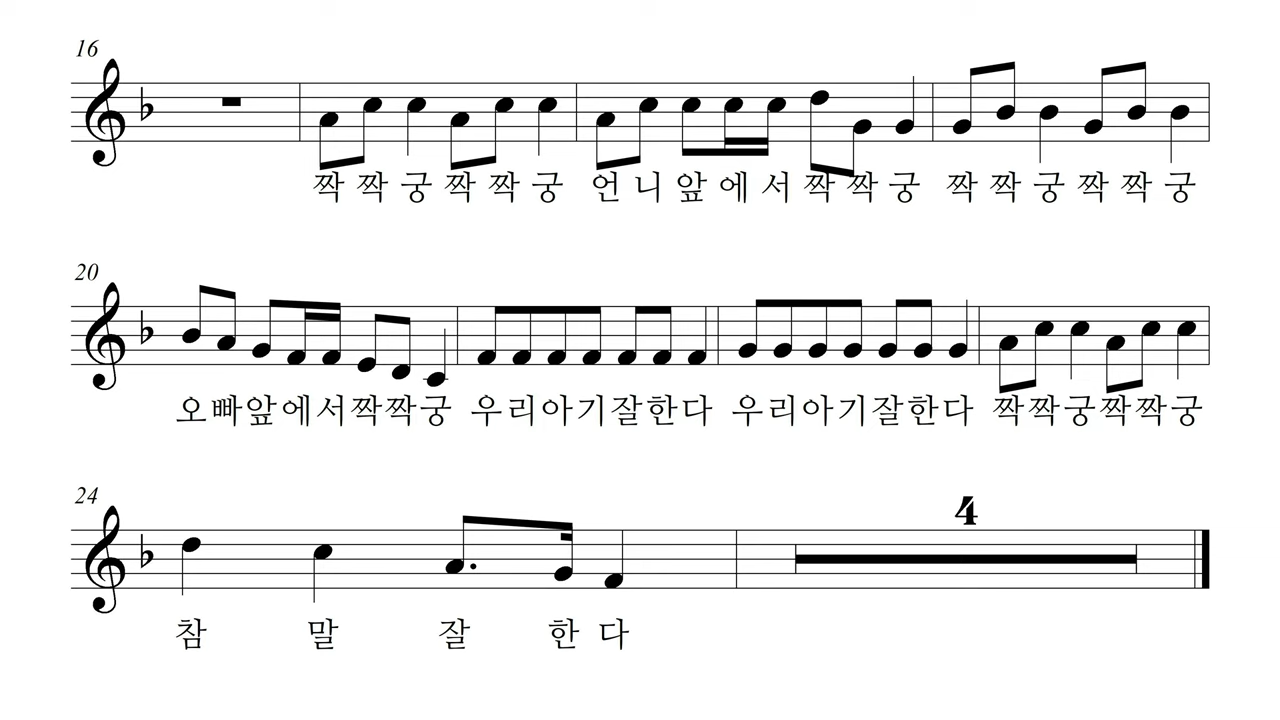 16
짝 짝 궁 짝 짝 궁 언 니 앞 에 서 짝 짝 궁 짝 짝 궁 짝 짝 궁
20
오빠앞에서짝짝궁 우리아기잘한다 우리아기잘한다 짝짝궁짝짝궁
24
4
참 말 잘 한 다